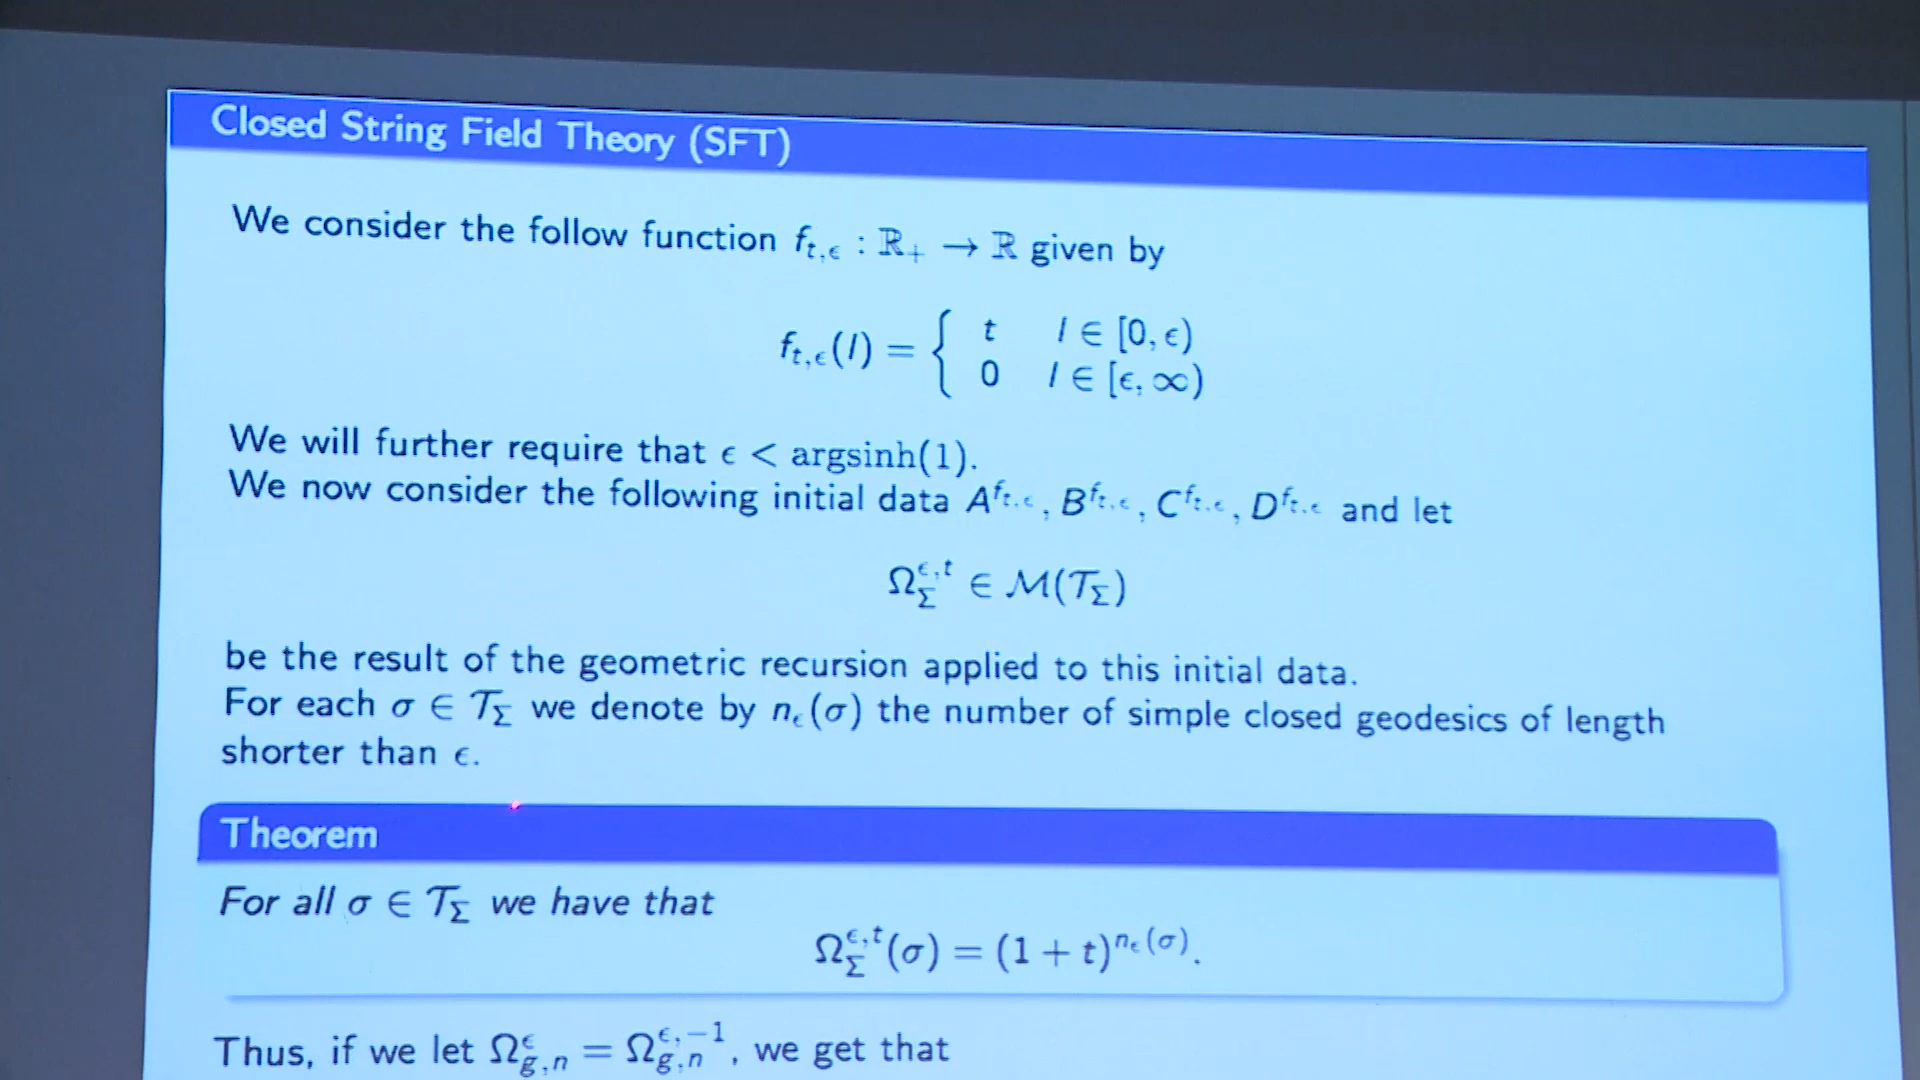 Closed String Field Theory (SFT)
We consider the follow function f_{t,ϵ} : ℝ₊ → ℝ given by
f_{t,ϵ}(l) = { t   l ∈ [0, ϵ)
0   l ∈ [ϵ, ∞)
We will further require that ϵ < argsinh(1).
We now consider the following initial data A^{f_{t,ϵ}}, B^{f_{t,ϵ}}, C^{f_{t,ϵ}}, D^{f_{t,ϵ}} and let
Ω_Σ^{ϵ,t} ∈ M(T_Σ)
be the result of the geometric recursion applied to this initial data.
For each σ ∈ T_Σ we denote by n_ϵ(σ) the number of simple closed geodesics of length
shorter than ϵ.
Theorem
For all σ ∈ T_Σ we have that
Ω_Σ^{ϵ,t}(σ) = (1 + t)^{n_ϵ(σ)}.
Thus, if we let Ω_{g,n}^ϵ = Ω_{g,n}^{ϵ,−1}, we get that